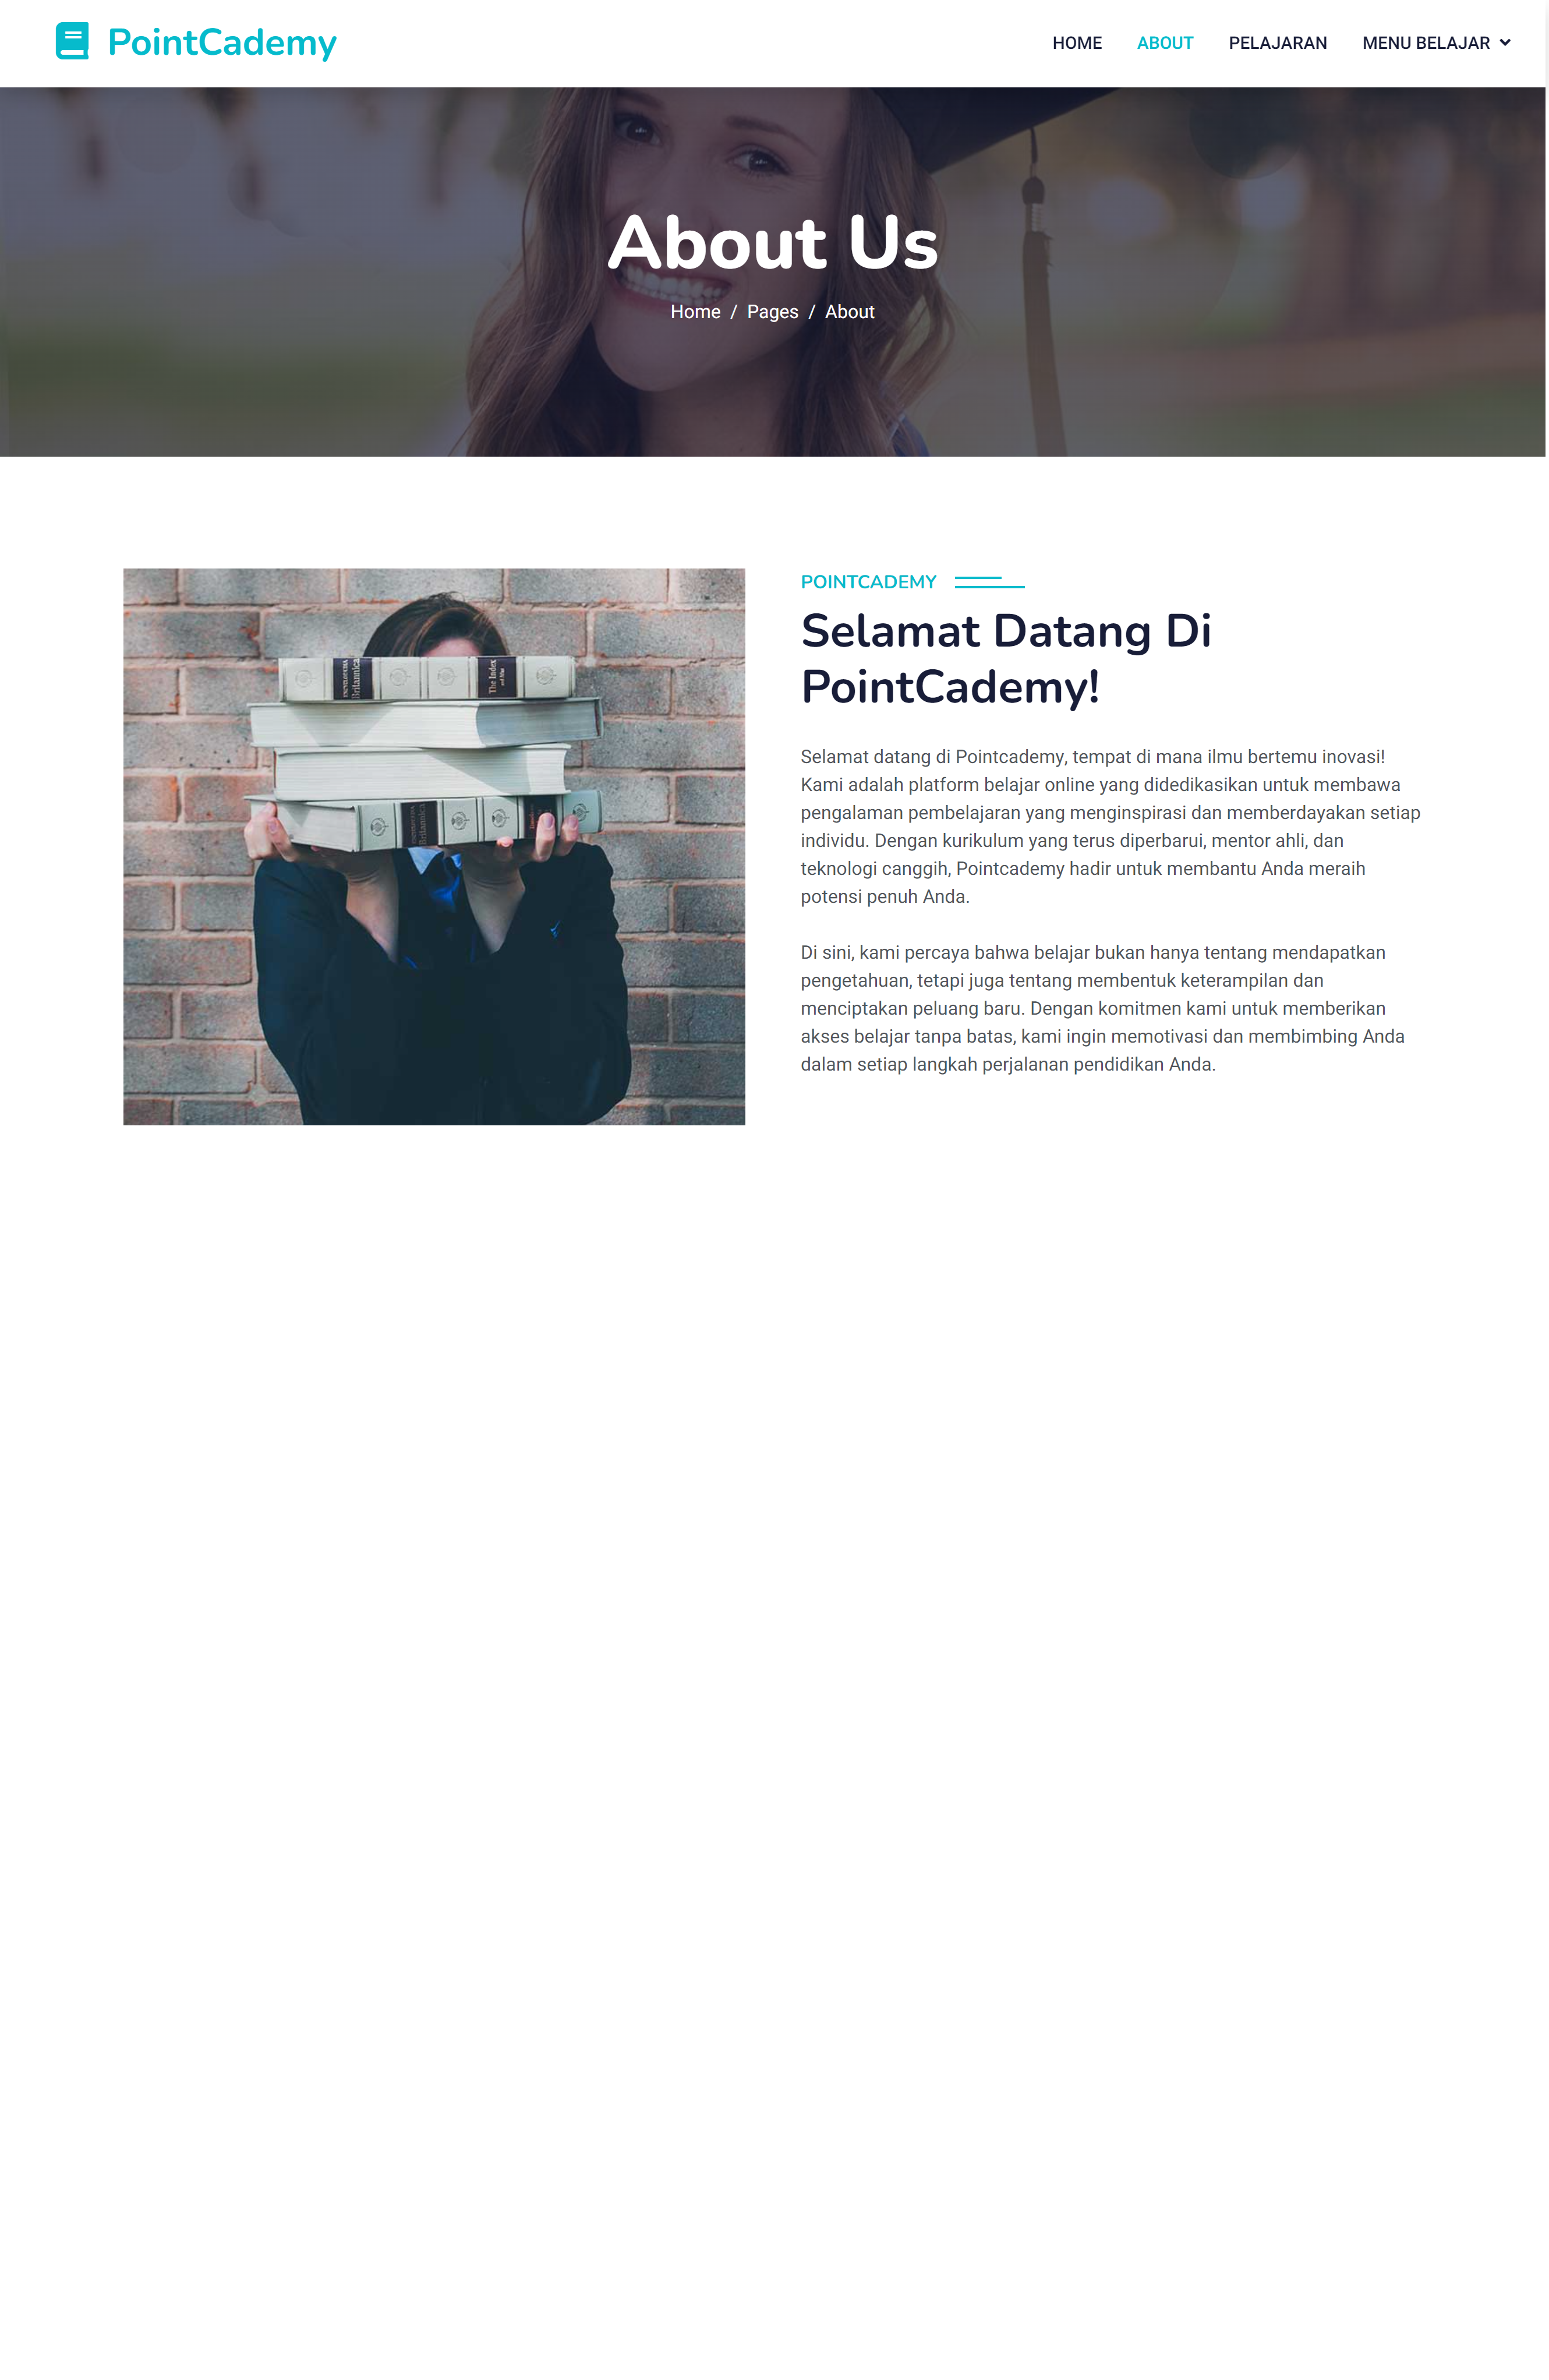 PointCademy
HOME
ABOUT
PELAJARAN
MENU BELAJAR
About Us
Home / Pages / About
ENCYCLOPAEDIA
Britannica
The Index
Britannica
POINTCADEMY
Selamat Datang Di
PointCademy!
Selamat datang di Pointcademy, tempat di mana ilmu bertemu inovasi!
Kami adalah platform belajar online yang didedikasikan untuk membawa
pengalaman pembelajaran yang menginspirasi dan memberdayakan setiap
individu. Dengan kurikulum yang terus diperbarui, mentor ahli, dan
teknologi canggih, Pointcademy hadir untuk membantu Anda meraih
potensi penuh Anda.
Di sini, kami percaya bahwa belajar bukan hanya tentang mendapatkan
pengetahuan, tetapi juga tentang membentuk keterampilan dan
menciptakan peluang baru. Dengan komitmen kami untuk memberikan
akses belajar tanpa batas, kami ingin memotivasi dan membimbing Anda
dalam setiap langkah perjalanan pendidikan Anda.